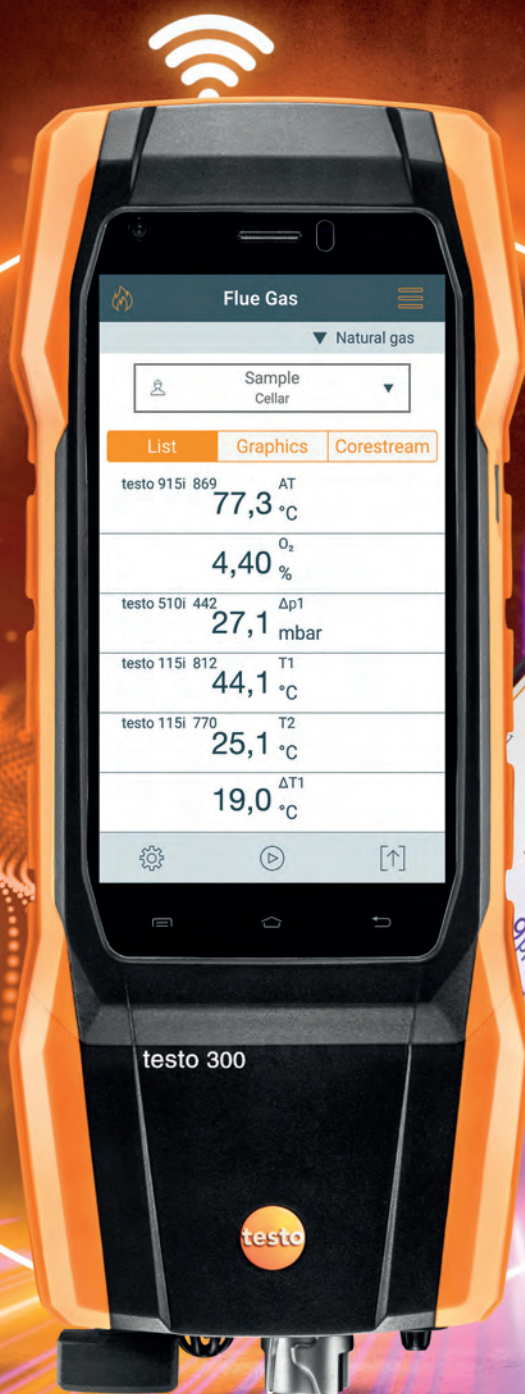 Flue Gas
▼ Natural gas
Sample
Cellar
List Graphics Corestream
testo 915i 869
AT
77,3 °C
O₂
4,40 %
testo 510i 442
Δp1
27,1 mbar
testo 115i 812
T1
44,1 °C
testo 115i 770
T2
25,1 °C
ΔT1
19,0 °C
testo 300
testo